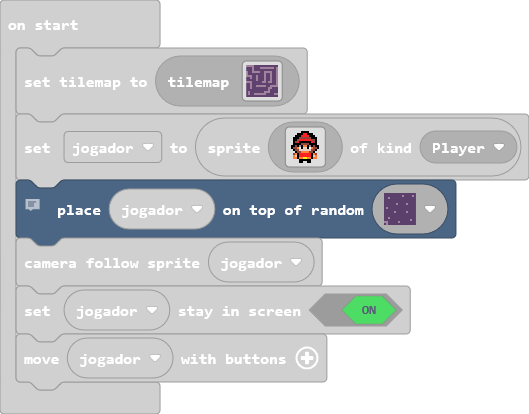 on start
set tilemap to tilemap
set jogador to sprite of kind Player
place jogador on top of random
camera follow sprite jogador
set jogador stay in screen ON
move jogador with buttons